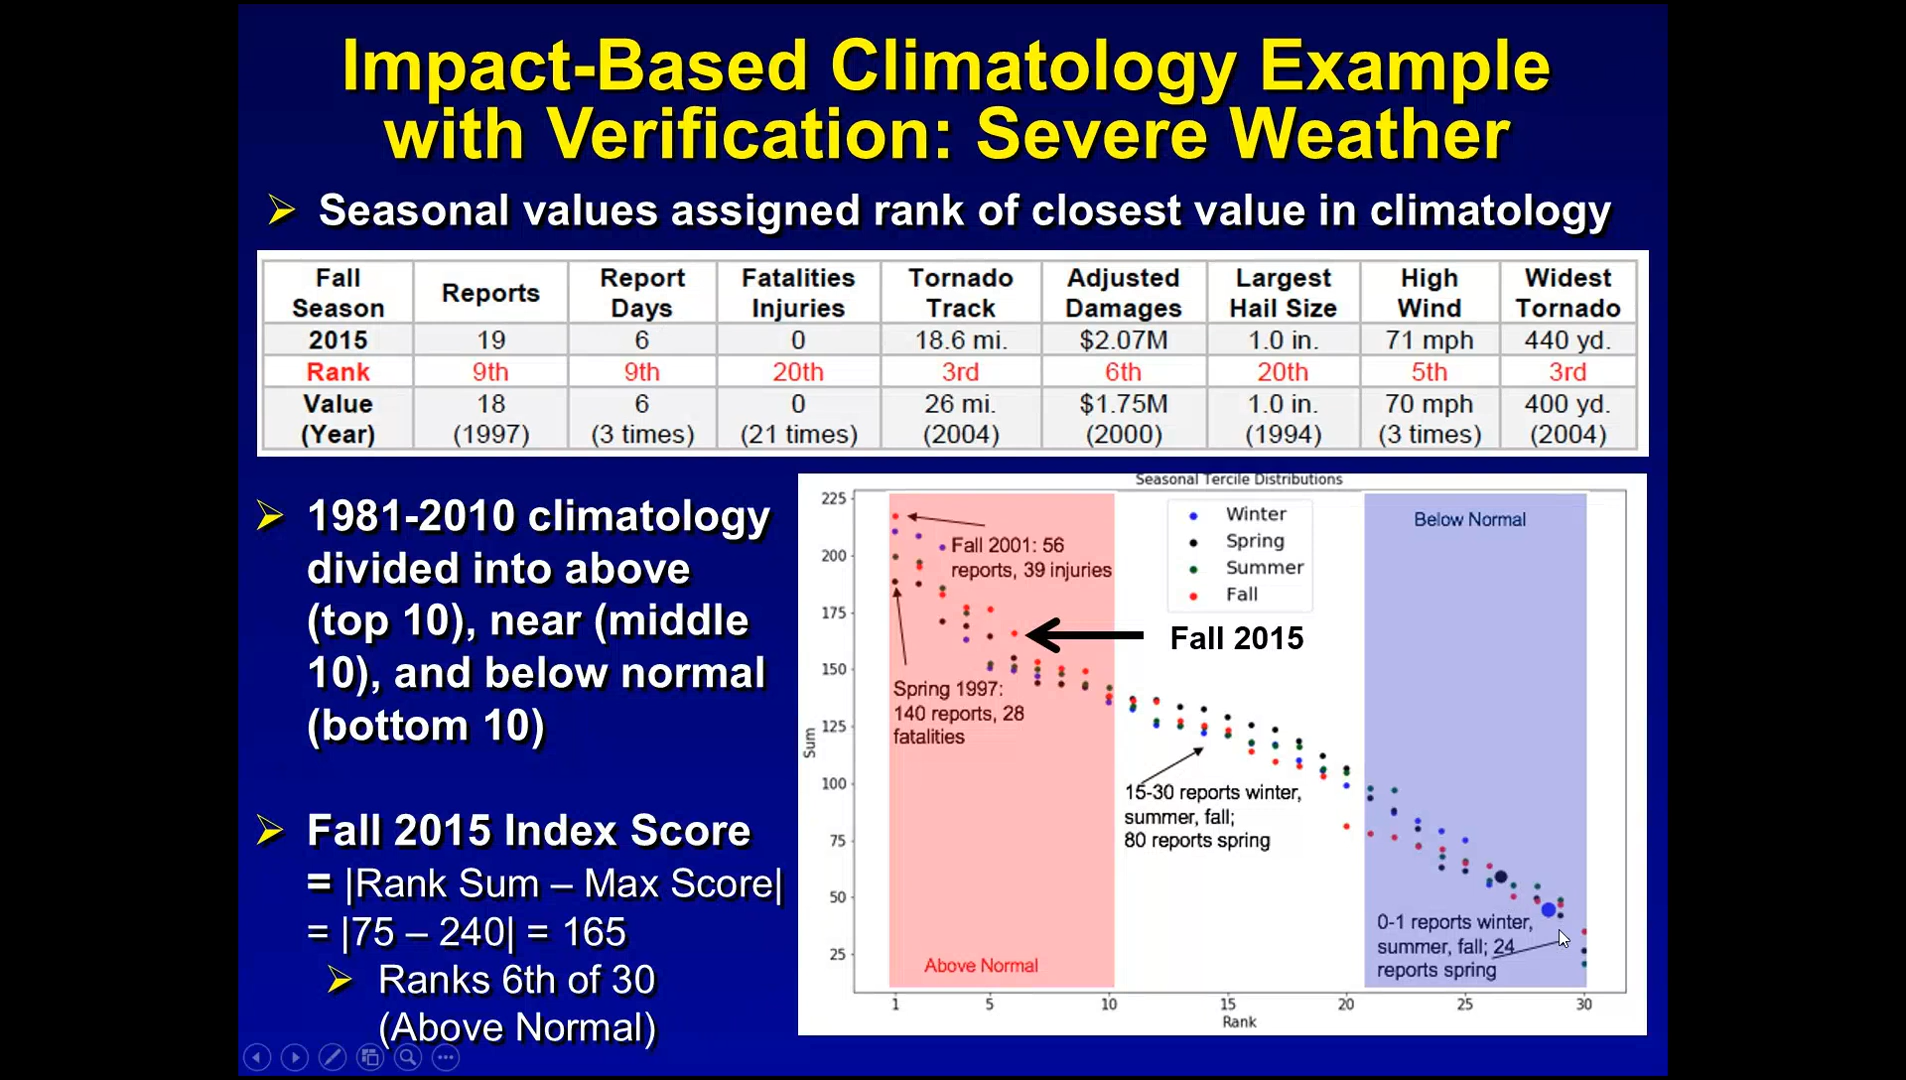 Impact-Based Climatology Example
with Verification: Severe Weather
Seasonal values assigned rank of closest value in climatology
Fall Season | Reports | Report Days | Fatalities Injuries | Tornado Track | Adjusted Damages | Largest Hail Size | High Wind | Widest Tornado
2015 | 19 | 6 | 0 | 18.6 mi. | $2.07M | 1.0 in. | 71 mph | 440 yd.
Rank | 9th | 9th | 20th | 3rd | 6th | 20th | 5th | 3rd
Value (Year) | 18 (1997) | 6 (3 times) | 0 (21 times) | 26 mi. (2004) | $1.75M (2000) | 1.0 in. (1994) | 70 mph (3 times) | 400 yd. (2004)
1981-2010 climatology
divided into above
(top 10), near (middle
10), and below normal
(bottom 10)
Fall 2015 Index Score
= |Rank Sum – Max Score|
= |75 – 240| = 165
Ranks 6th of 30
(Above Normal)
Seasonal Tercile Distributions
225
200
175
150
125
100
75
50
25
Sum
1
5
10
15
20
25
30
Rank
Winter
Spring
Summer
Fall
Below Normal
Fall 2001: 56
reports, 39 injuries
Fall 2015
Spring 1997:
140 reports, 28
fatalities
15-30 reports winter,
summer, fall;
80 reports spring
0-1 reports winter,
summer, fall; 24
reports spring
Above Normal